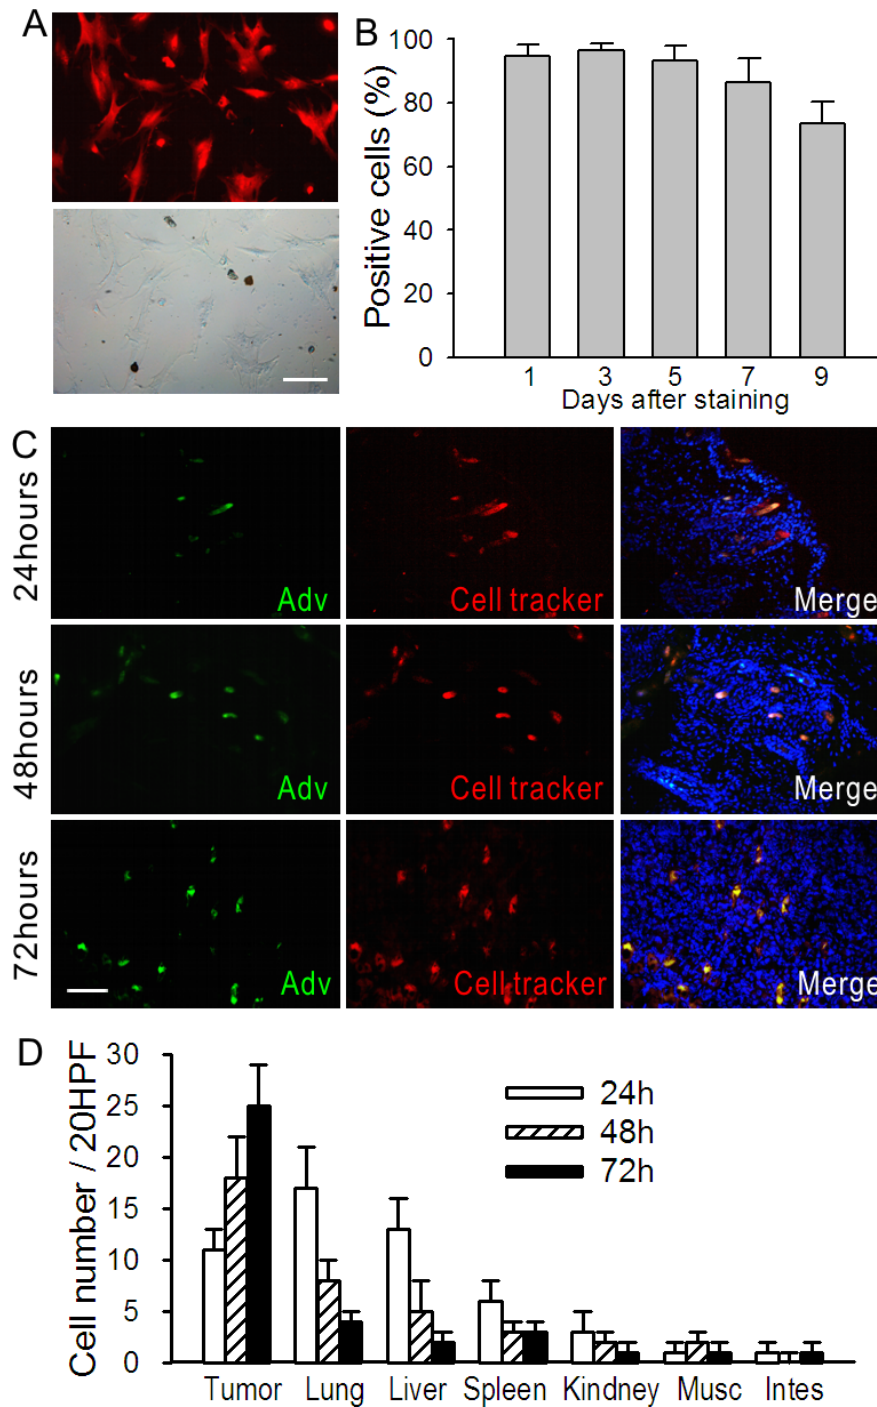 A
B
Positive cells (%)
100
80
60
40
20
0
1 3 5 7 9
Days after staining
C
24hours
Adv
Cell tracker
Merge
48hours
Adv
Cell tracker
Merge
72hours
Adv
Cell tracker
Merge
D
Cell number / 20HPF
30
25
20
15
10
5
0
24h
48h
72h
Tumor Lung Liver Spleen Kindney Musc Intes